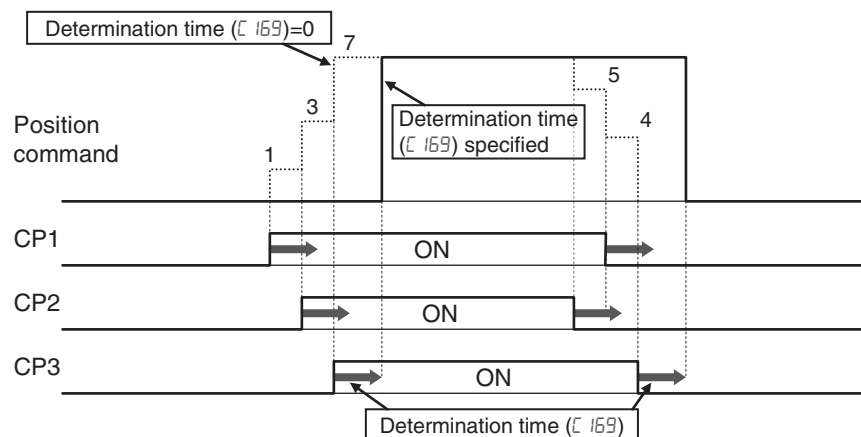 Determination time (C169)=0
7
5
3
Determination time
(C169) specified
4
Position
command
1
CP1
ON
CP2
ON
CP3
ON
Determination time (C169)